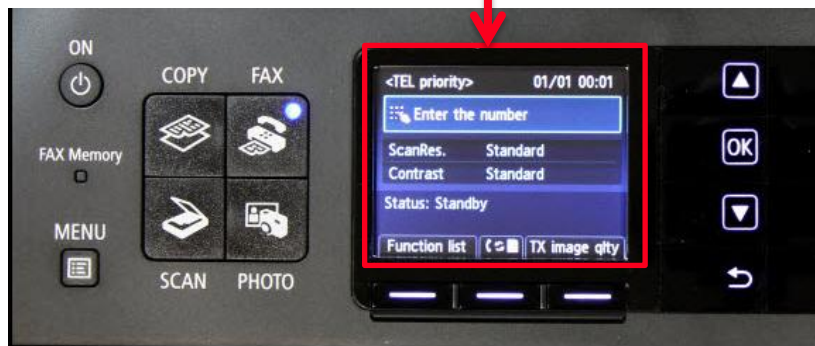 ON
COPY FAX
FAX Memory
MENU
SCAN PHOTO
<TEL priority> 01/01 00:01
Enter the number
ScanRes. Standard
Contrast Standard
Status: Standby
Function list TX image qlty
OK